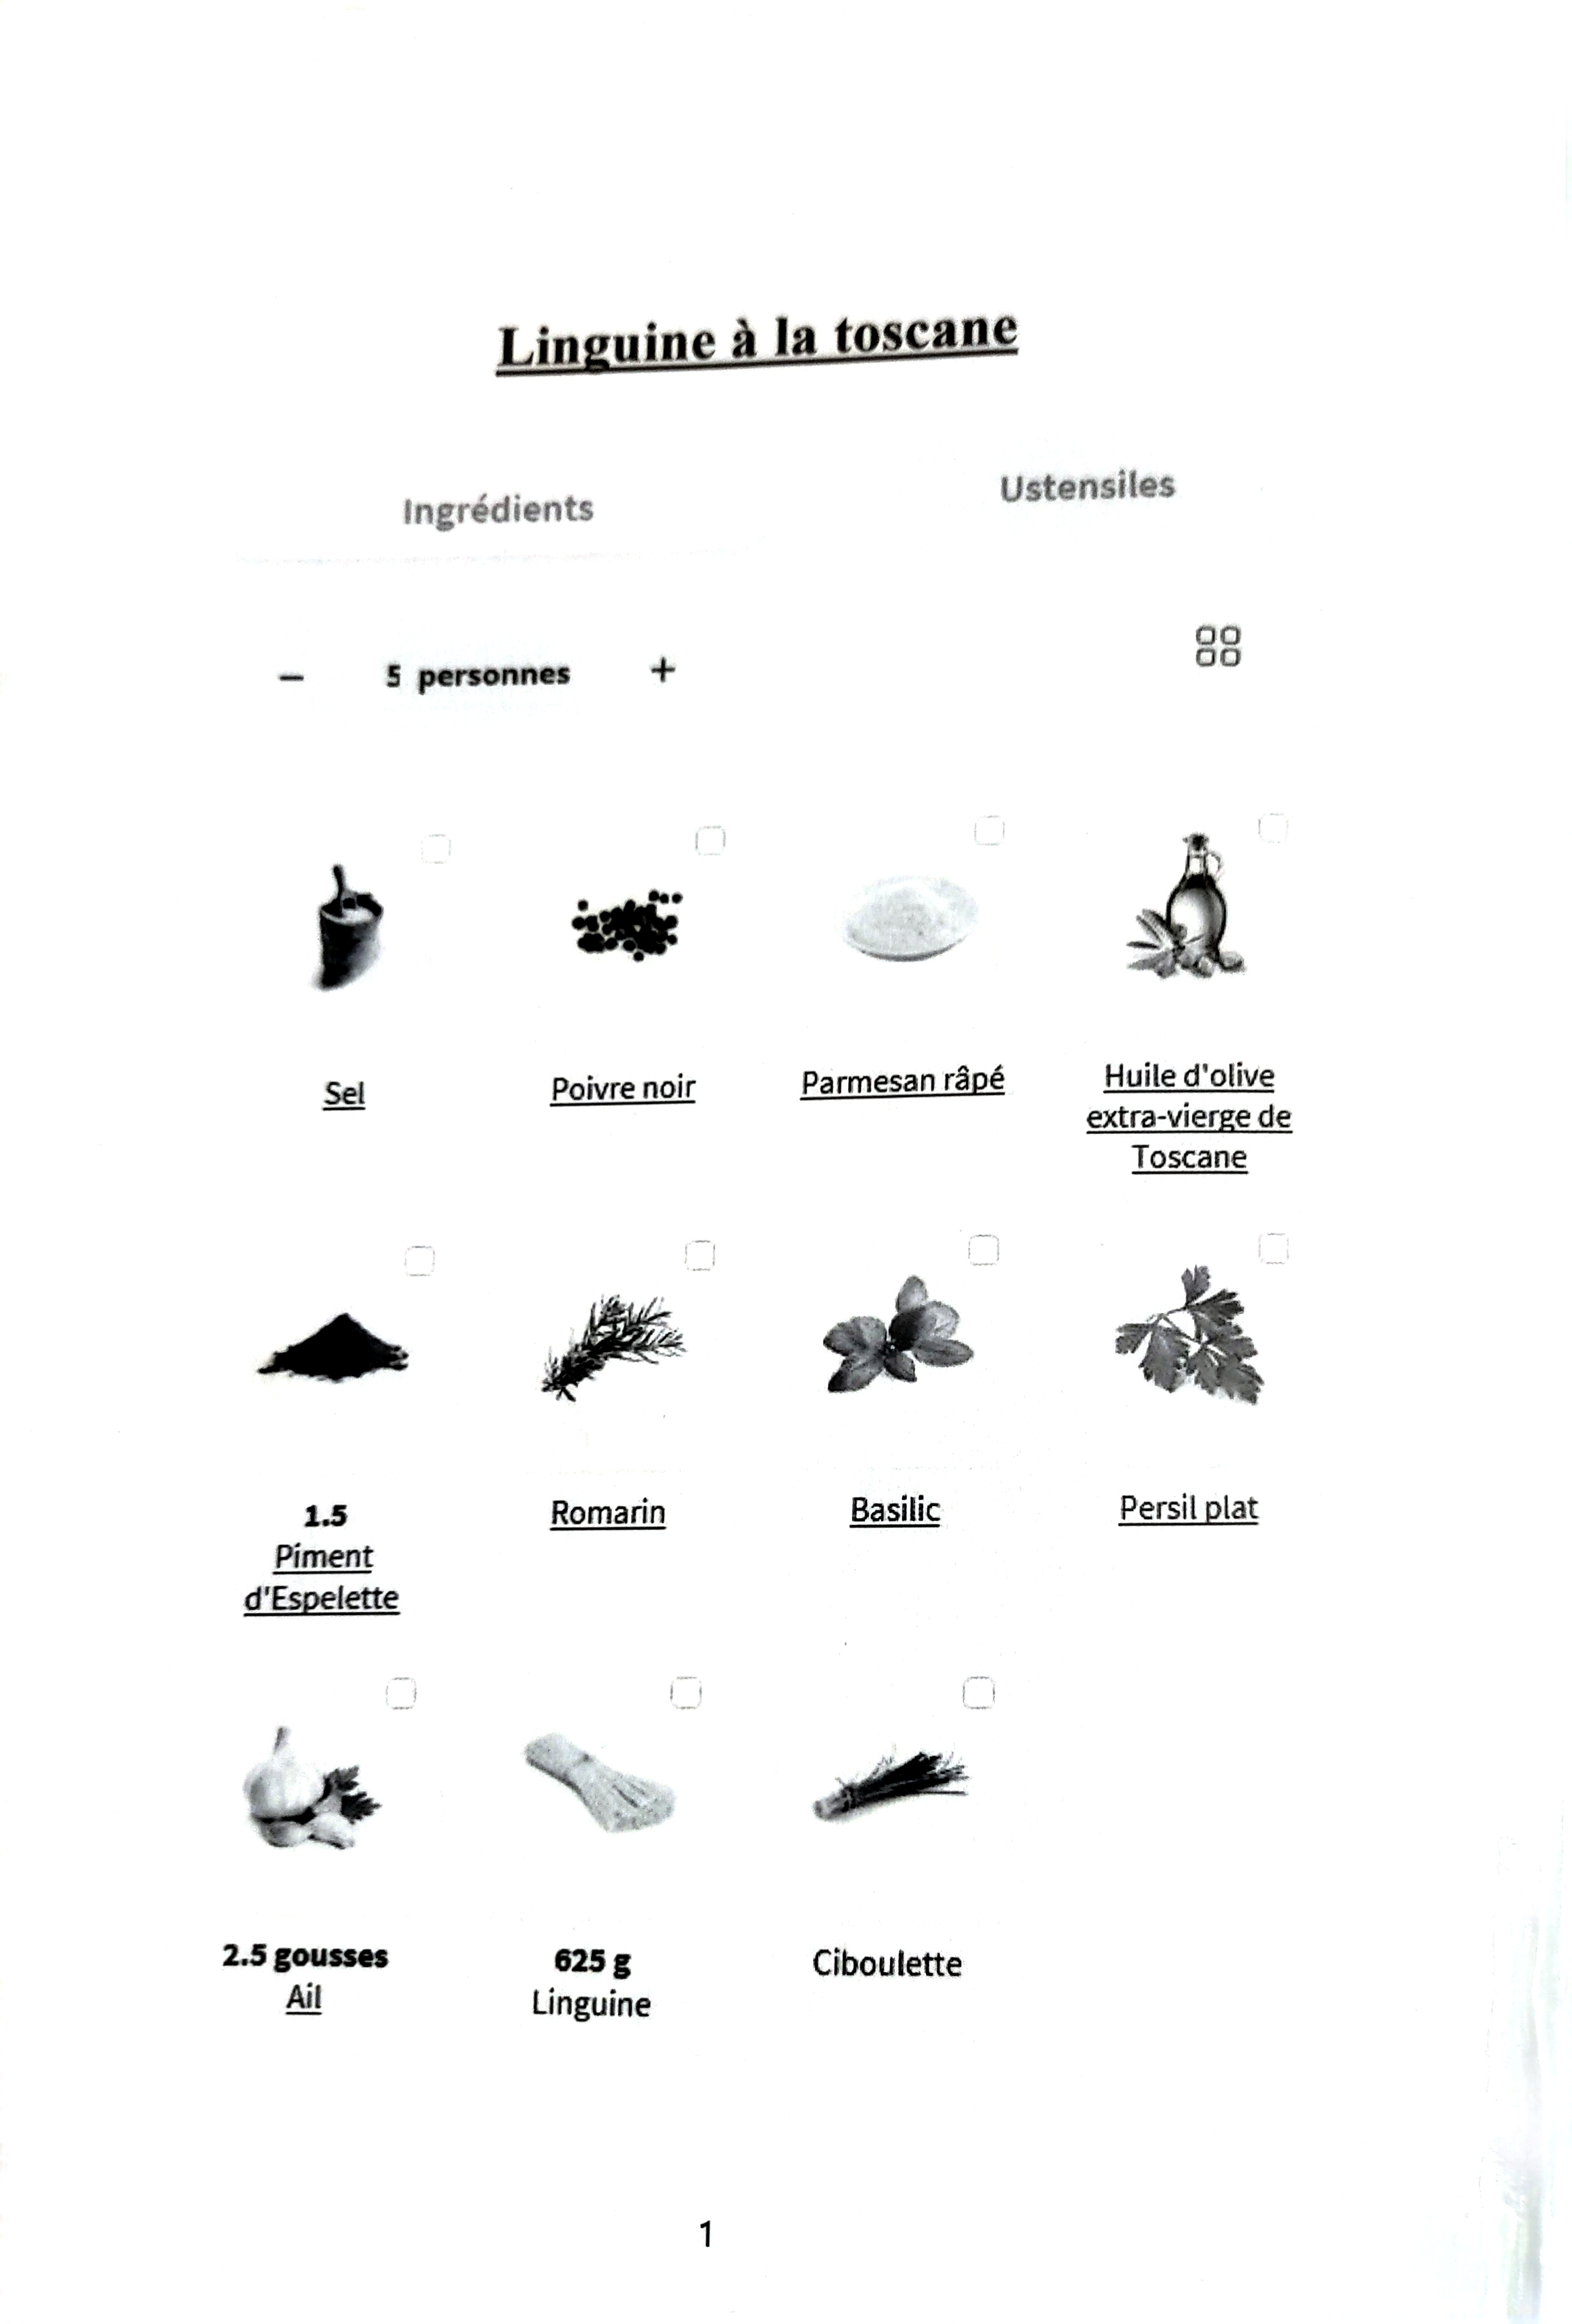 Linguine à la toscane
Ingrédients
Ustensiles
− 5 personnes +
Sel
Poivre noir
Parmesan râpé
Huile d'olive
extra-vierge de
Toscane
1.5
Piment
d'Espelette
Romarin
Basilic
Persil plat
2.5 gousses
Ail
625 g
Linguine
Ciboulette
1